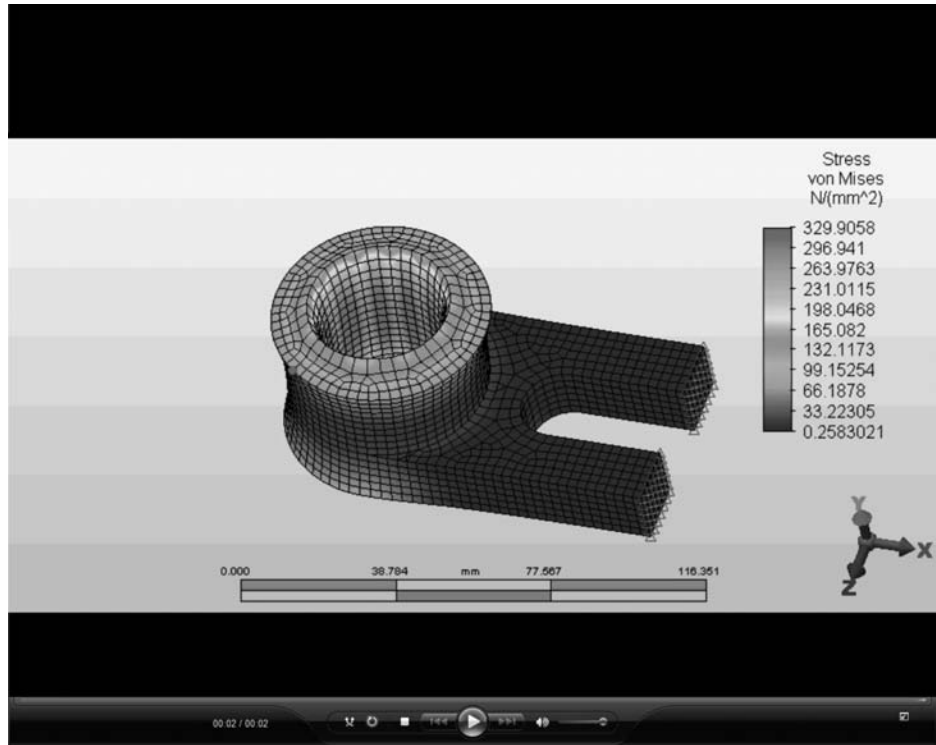 Stress
von Mises
N/(mm^2)
329.9058
296.941
263.9763
231.0115
198.0468
165.082
132.1173
99.15254
66.1878
33.22305
0.2583021
Y
X
Z
0.000 38.784 mm 77.567 116.351
00:02 / 00:02